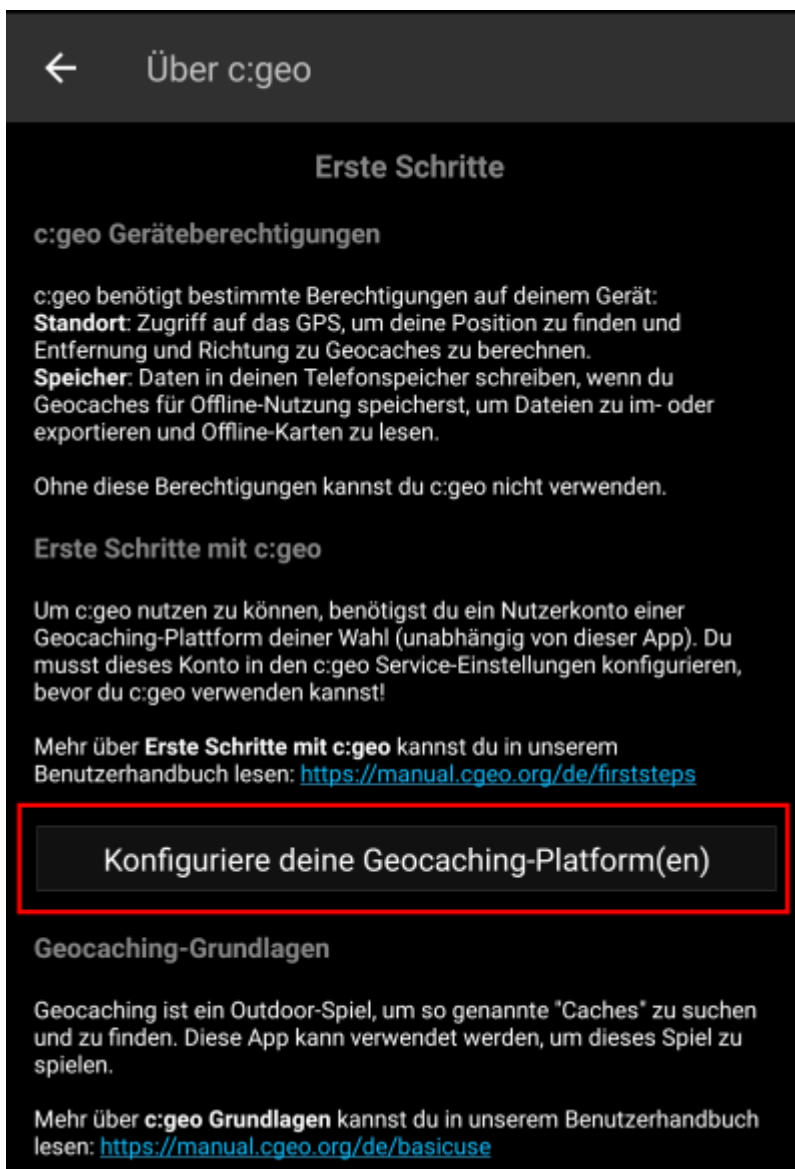 Über c:geo
Erste Schritte
c:geo Geräteberechtigungen
c:geo benötigt bestimmte Berechtigungen auf deinem Gerät:
Standort: Zugriff auf das GPS, um deine Position zu finden und
Entfernung und Richtung zu Geocaches zu berechnen.
Speicher: Daten in deinen Telefonspeicher schreiben, wenn du
Geocaches für Offline-Nutzung speicherst, um Dateien zu im- oder
exportieren und Offline-Karten zu lesen.
Ohne diese Berechtigungen kannst du c:geo nicht verwenden.
Erste Schritte mit c:geo
Um c:geo nutzen zu können, benötigst du ein Nutzerkonto einer
Geocaching-Plattform deiner Wahl (unabhängig von dieser App). Du
musst dieses Konto in den c:geo Service-Einstellungen konfigurieren,
bevor du c:geo verwenden kannst!
Mehr über Erste Schritte mit c:geo kannst du in unserem
Benutzerhandbuch lesen: https://manual.cgeo.org/de/firststeps
Konfiguriere deine Geocaching-Platform(en)
Geocaching-Grundlagen
Geocaching ist ein Outdoor-Spiel, um so genannte "Caches" zu suchen
und zu finden. Diese App kann verwendet werden, um dieses Spiel zu
spielen.
Mehr über c:geo Grundlagen kannst du in unserem Benutzerhandbuch
lesen: https://manual.cgeo.org/de/basicuse